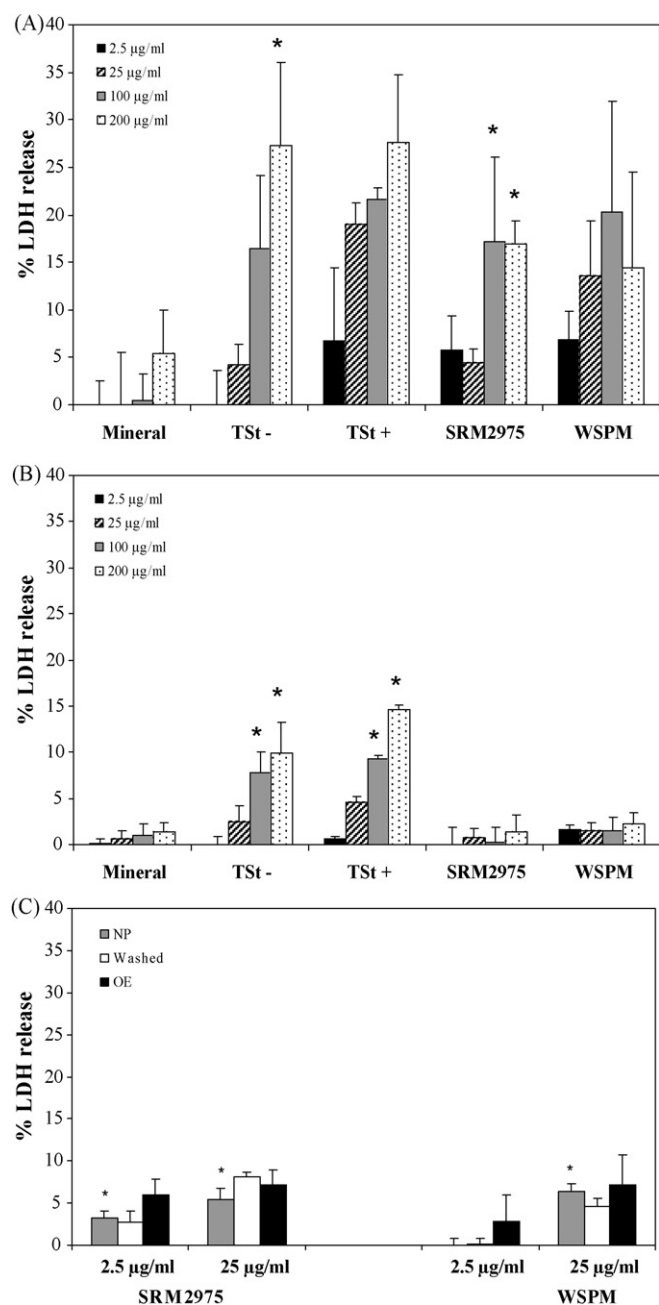 (A)
% LDH release
40
35
30
25
20
15
10
5
0
2.5 µg/ml
25 µg/ml
100 µg/ml
200 µg/ml
*
*
*
Mineral TSt - TSt + SRM2975 WSPM
(B)
% LDH release
40
35
30
25
20
15
10
5
0
2.5 µg/ml
25 µg/ml
100 µg/ml
200 µg/ml
*
*
*
*
Mineral TSt - TSt + SRM2975 WSPM
(C)
% LDH release
40
35
30
25
20
15
10
5
0
NP
Washed
OE
* * *
2.5 µg/ml 25 µg/ml 2.5 µg/ml 25 µg/ml
SRM2975 WSPM